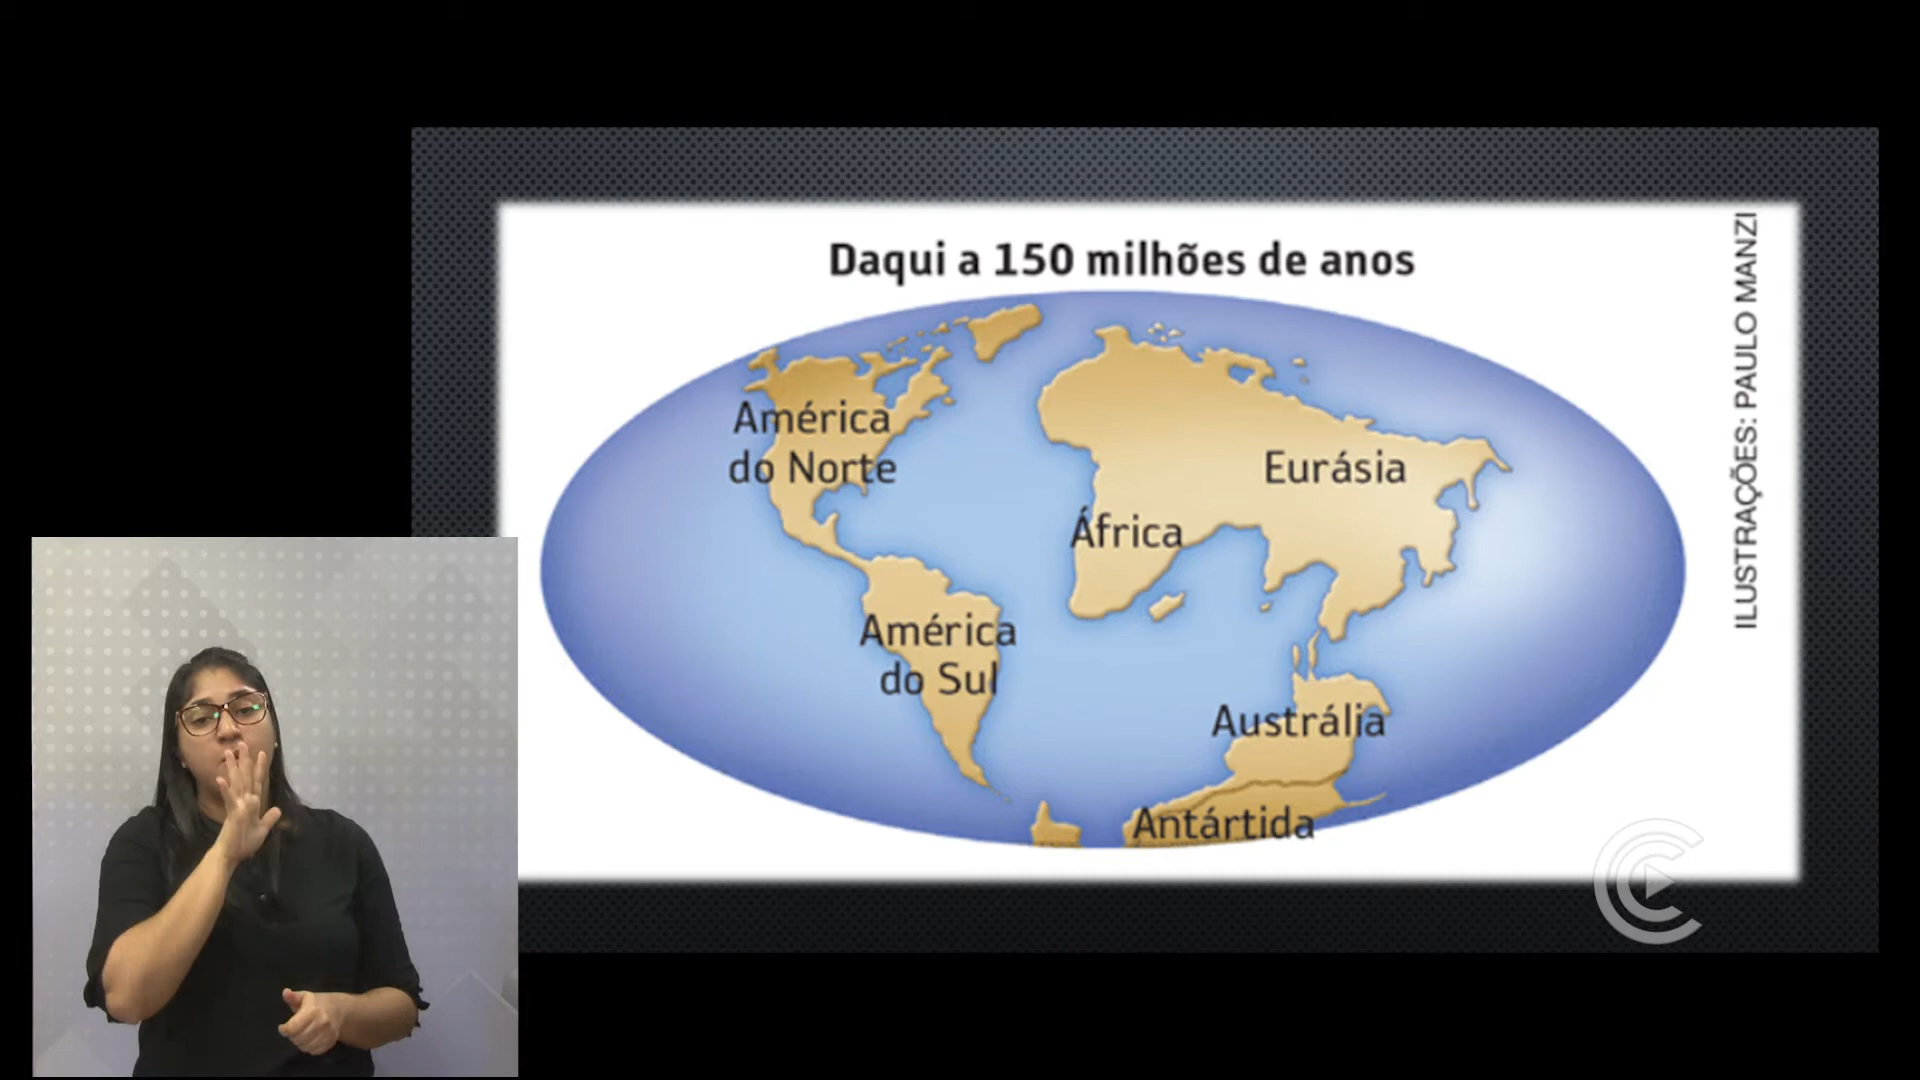 Daqui a 150 milhões de anos
América
do Norte
Eurásia
África
América
do Sul
Austrália
Antártida
ILUSTRAÇÕES: PAULO MANZI